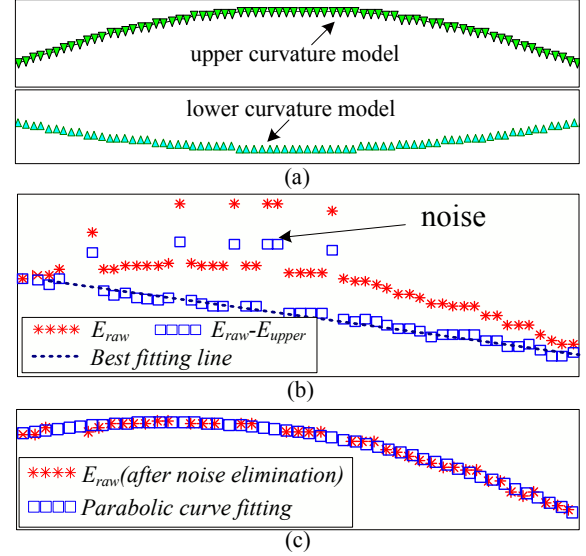 upper curvature model
lower curvature model
(a)
noise
E_raw E_raw-E_upper
Best fitting line
(b)
E_raw(after noise elimination)
Parabolic curve fitting
(c)